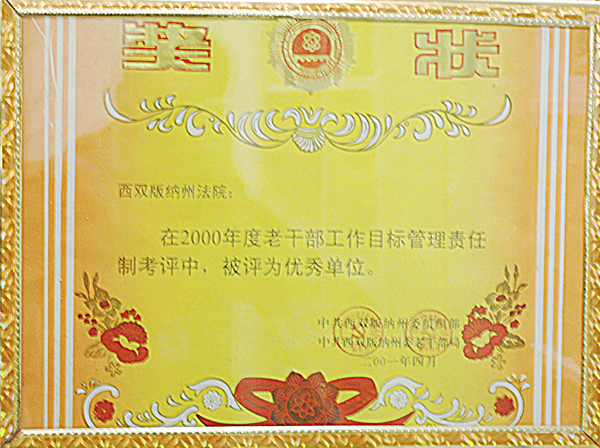 奖 状
西双版纳州法院：
在2000年度老干部工作目标管理责任
制考评中，被评为优秀单位。
中共西双版纳州委组织部
中共西双版纳州委老干部局
二00一年四月